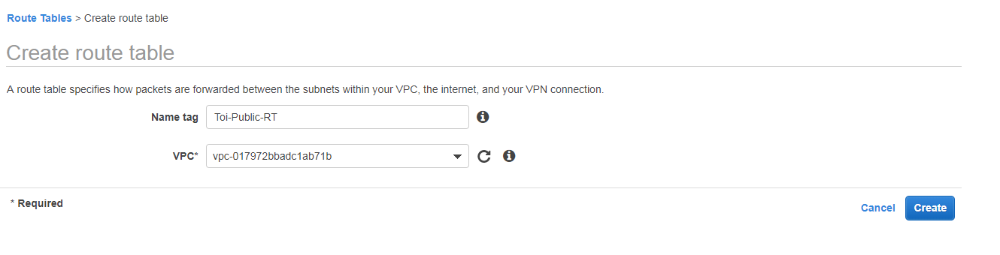 Route Tables > Create route table
Create route table
A route table specifies how packets are forwarded between the subnets within your VPC, the internet, and your VPN connection.
Name tag Toi-Public-RT
VPC* vpc-017972bbadc1ab71b
* Required
Cancel Create